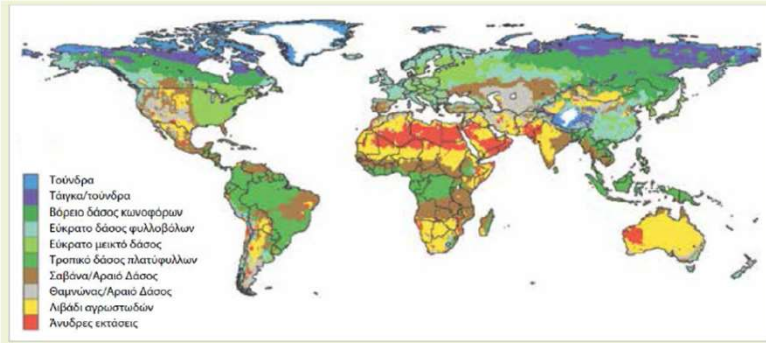 Τούνδρα
Τάιγκα/τούνδρα
Βόρειο δάσος κωνοφόρων
Εύκρατο δάσος φυλλοβόλων
Εύκρατο μεικτό δάσος
Τροπικό δάσος πλατύφυλλων
Σαβάνα/Αραιό Δάσος
Θαμνώνας/Αραιό Δάσος
Λιβάδι αγρωστωδών
Άνυδρες εκτάσεις